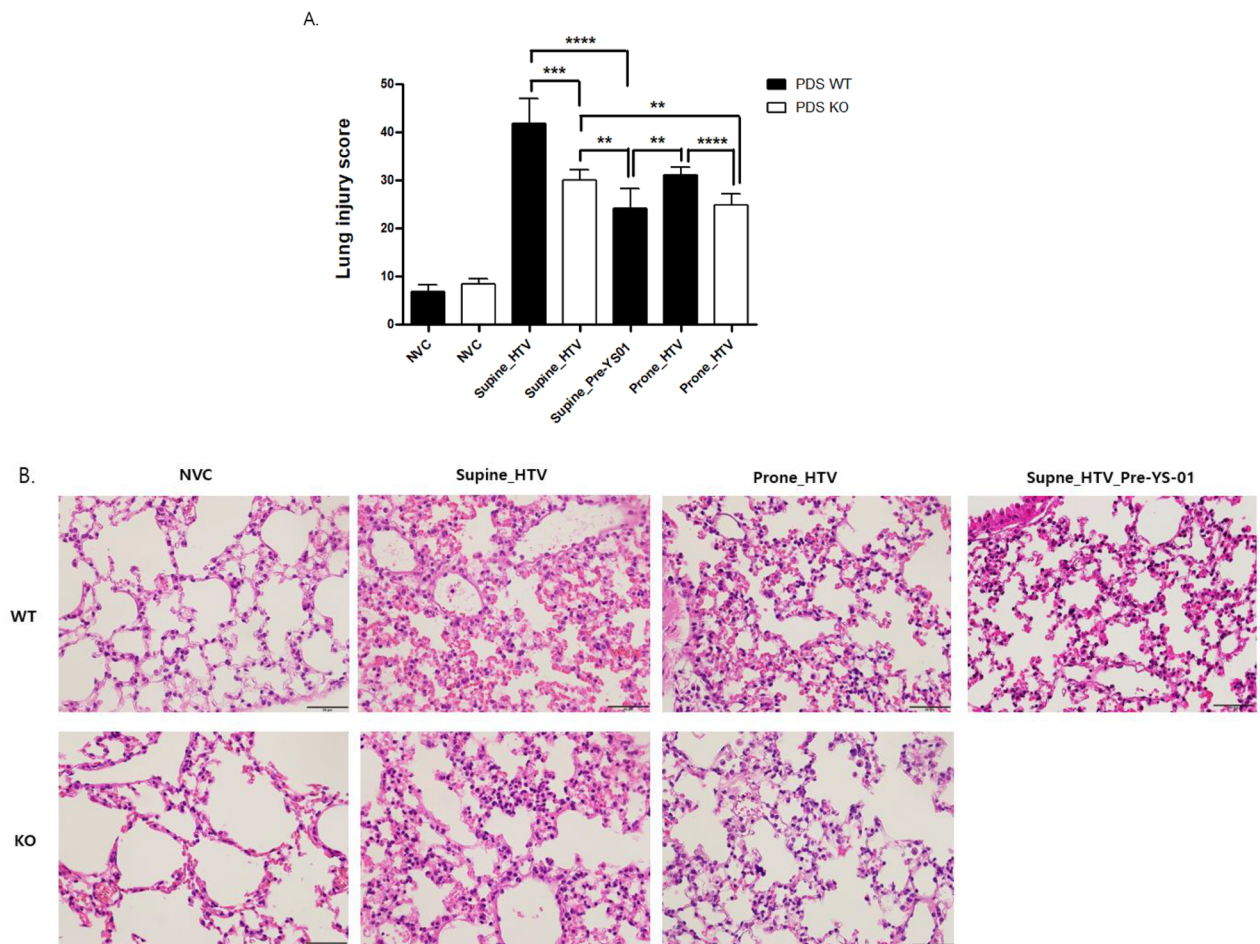 A.
****
***
**
** ** ****
50
40
30
20
10
0
Lung injury score
PDS WT
PDS KO
NVC
NVC
Supine_HTV
Supine_HTV
Supine_Pre-YS01
Prone_HTV
Prone_HTV
B.
NVC Supine_HTV Prone_HTV Supne_HTV_Pre-YS-01
WT
KO